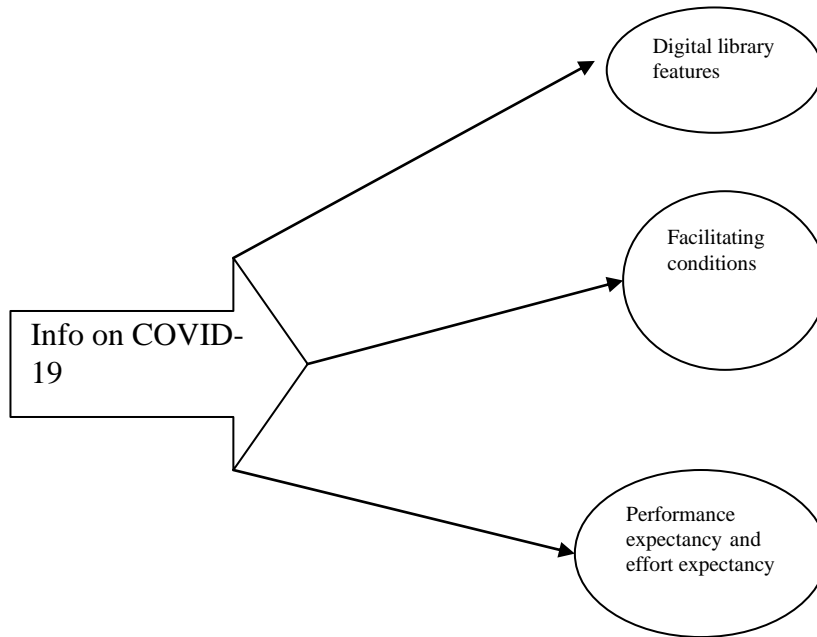 Digital library
features
Facilitating
conditions
Info on COVID-
19
Performance
expectancy and
effort expectancy